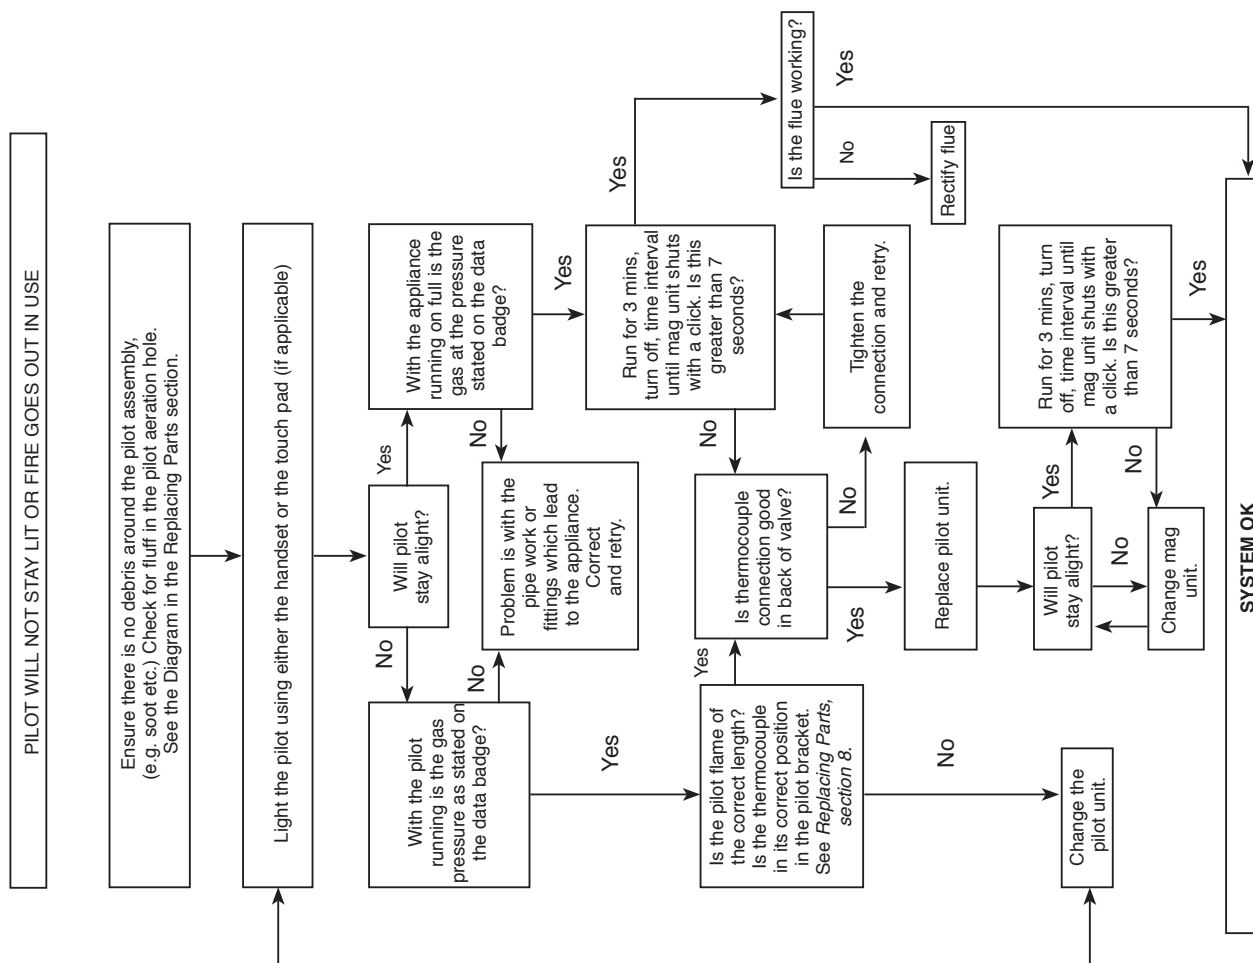 PILOT WILL NOT STAY LIT OR FIRE GOES OUT IN USE
Ensure there is no debris around the pilot assembly,
(e.g. soot etc.) Check for fluff in the pilot aeration hole.
See the Diagram in the Replacing Parts section.
Light the pilot using either the handset or the touch pad (if applicable)
Will pilot
stay alight?
No
Yes
With the pilot
running is the gas
pressure as stated on
the data badge?
No
Yes
With the appliance
running on full is the
gas at the pressure
stated on the data
badge?
No
Yes
Problem is with the
pipe work or
fittings which lead
to the appliance.
Correct
and retry.
Run for 3 mins,
turn off, time interval
until mag unit shuts
with a click. Is this
greater than 7
seconds?
No
Yes
Is the flue working?
No
Yes
Rectify flue
Is the pilot flame of
the correct length?
Is the thermocouple
in its correct position
in the pilot bracket.
See Replacing Parts,
section 8.
Yes
No
Is thermocouple
connection good
in back of valve?
Yes
No
Tighten the
connection and retry.
Replace pilot unit.
Will pilot
stay alight?
Yes
No
Run for 3 mins, turn
off, time interval until
mag unit shuts with
a click. Is this greater
than 7 seconds?
No
Yes
Change mag
unit.
Change the
pilot unit.
SYSTEM OK